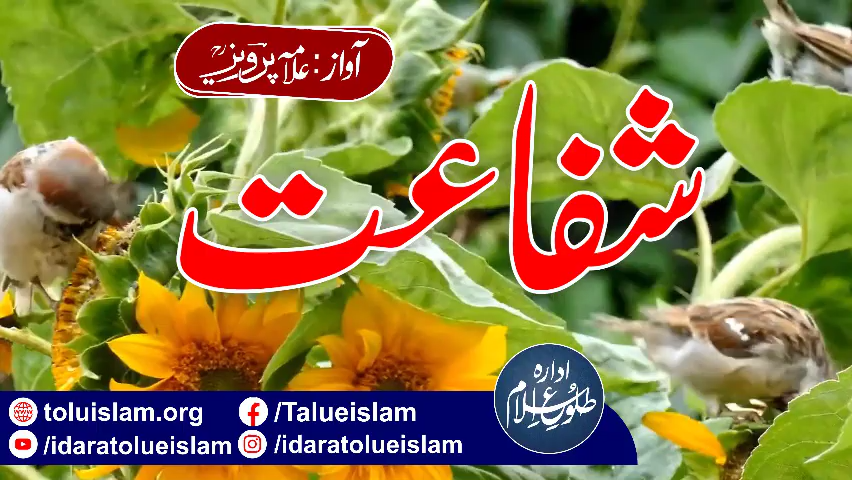 آواز: علامہ پرویزؒ
شفاعت
ادارہ
طلوعِ اسلام
toluislam.org
/Talueislam
/idaratolueislam
/idaratolueislam